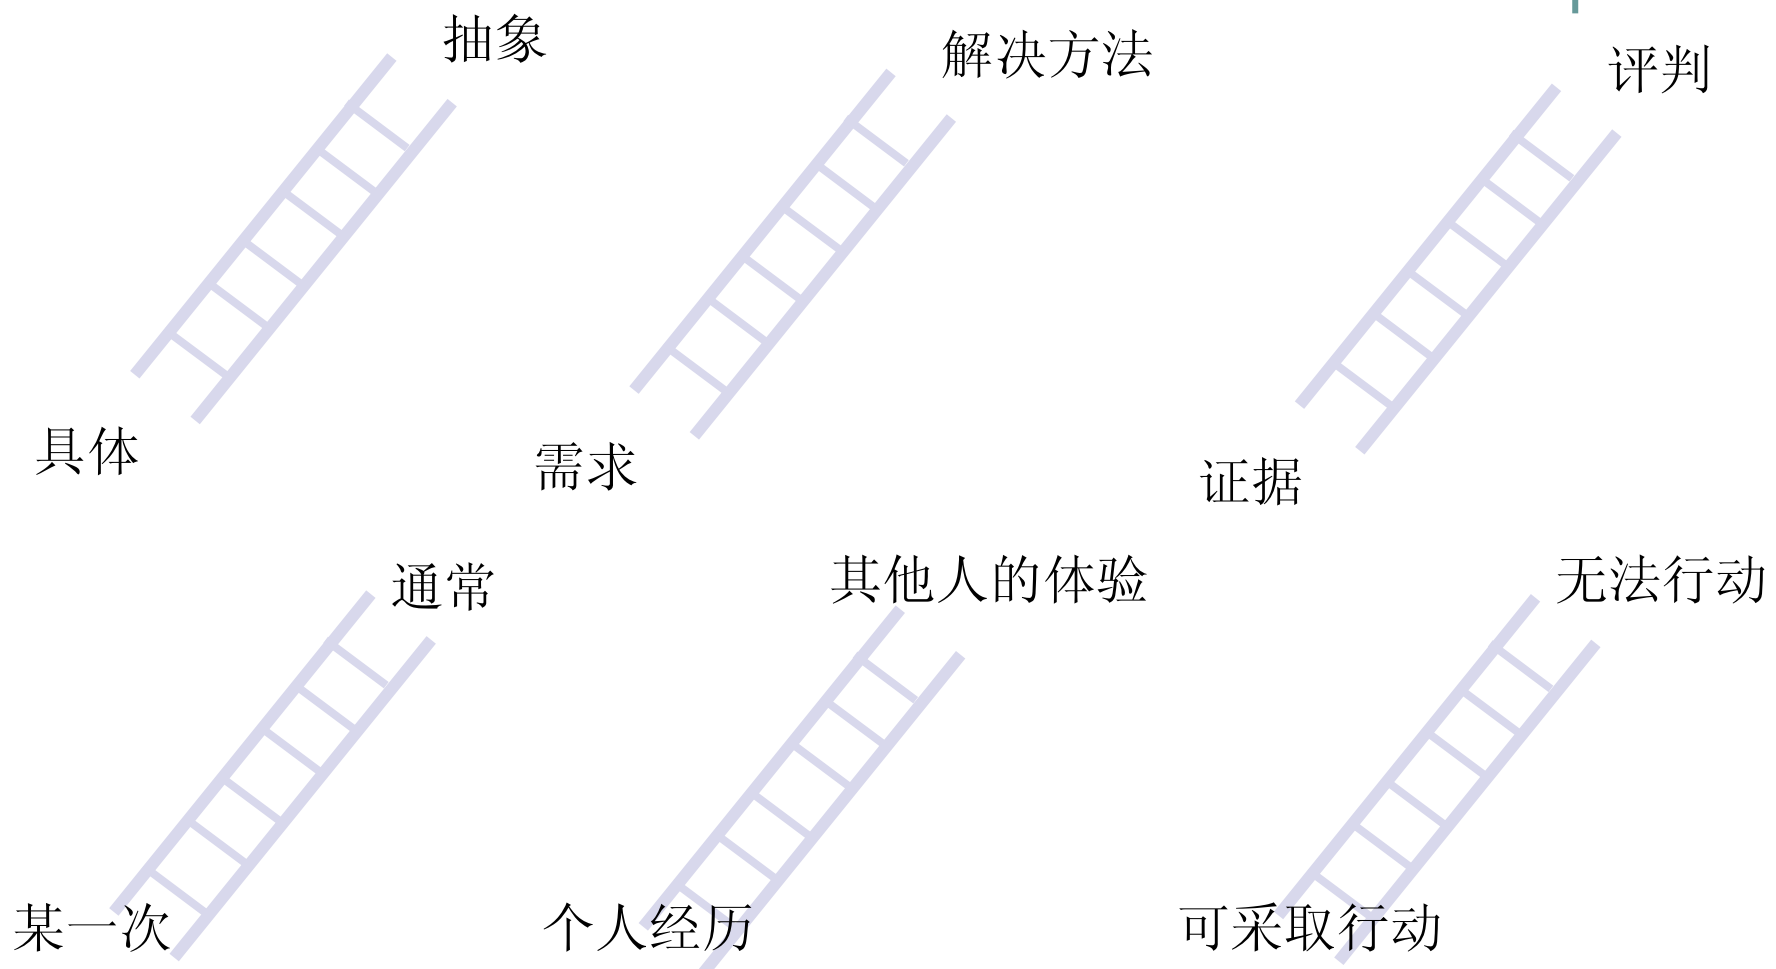 抽象
解决方法
评判
具体
需求
证据
通常
其他人的体验
无法行动
某一次
个人经历
可采取行动